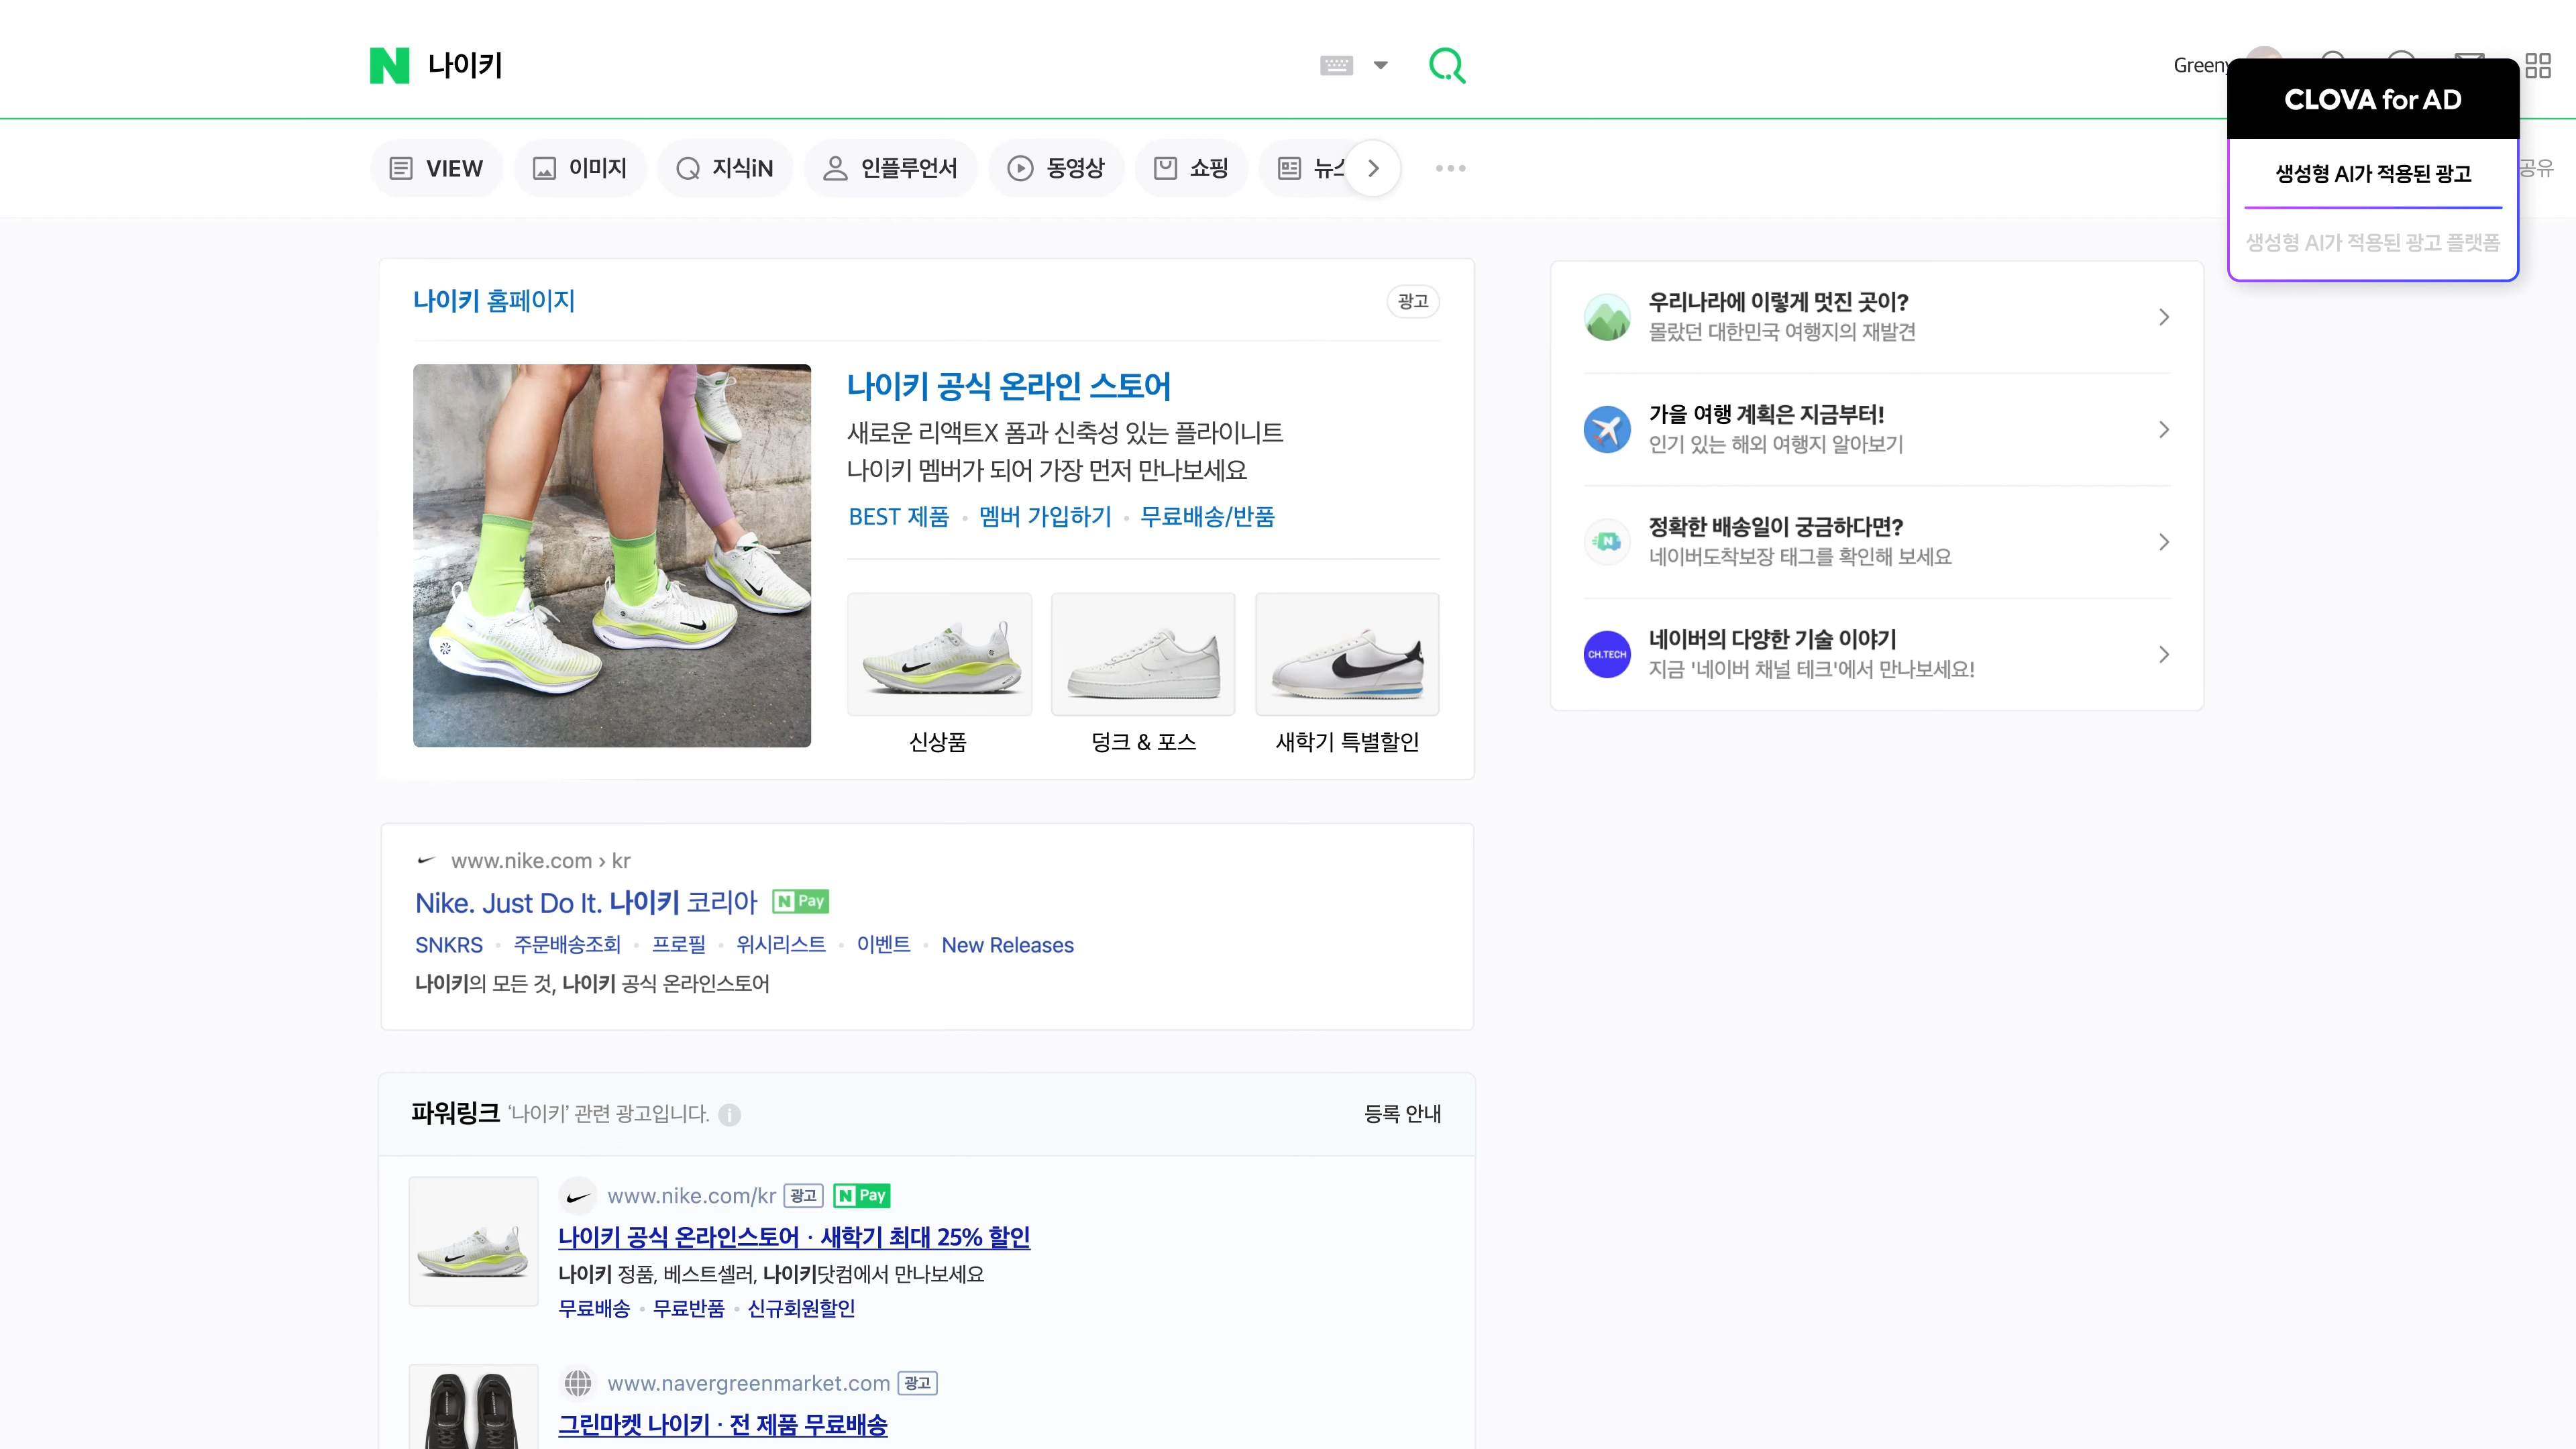 나이키
Greeny
CLOVA for AD
생성형 AI가 적용된 광고
생성형 AI가 적용된 광고 플랫폼
VIEW
이미지
지식iN
인플루언서
동영상
쇼핑
뉴스
공유
나이키 홈페이지
광고
나이키 공식 온라인 스토어
새로운 리액트X 폼과 신축성 있는 플라이니트
나이키 멤버가 되어 가장 먼저 만나보세요
BEST 제품 · 멤버 가입하기 · 무료배송/반품
신상품
덩크 & 포스
새학기 특별할인
우리나라에 이렇게 멋진 곳이?
몰랐던 대한민국 여행지의 재발견
가을 여행 계획은 지금부터!
인기 있는 해외 여행지 알아보기
정확한 배송일이 궁금하다면?
네이버도착보장 태그를 확인해 보세요
CH.TECH
네이버의 다양한 기술 이야기
지금 '네이버 채널 테크'에서 만나보세요!
www.nike.com › kr
Nike. Just Do It. 나이키 코리아 N Pay
SNKRS · 주문배송조회 · 프로필 · 위시리스트 · 이벤트 · New Releases
나이키의 모든 것, 나이키 공식 온라인스토어
파워링크 ‘나이키’ 관련 광고입니다.
등록 안내
www.nike.com/kr 광고 N Pay
나이키 공식 온라인스토어 · 새학기 최대 25% 할인
나이키 정품, 베스트셀러, 나이키닷컴에서 만나보세요
무료배송 · 무료반품 · 신규회원할인
www.navergreenmarket.com 광고
그린마켓 나이키 · 전 제품 무료배송